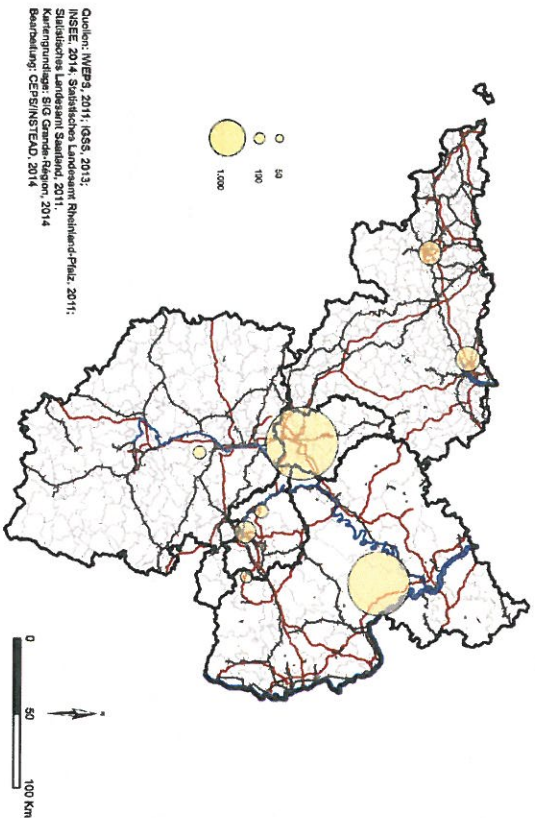 50
100
1.000
Quellen: IWEPS, 2011; IGSS, 2013;
INSEE, 2014; Statistisches Landesamt Rheinland-Pfalz, 2011;
Statistisches Landesamt Saarland, 2011.
Kartengrundlage: SIG Grande-Région, 2014
Bearbeitung: CEPS/INSTEAD, 2014
N
0
50
100 Km